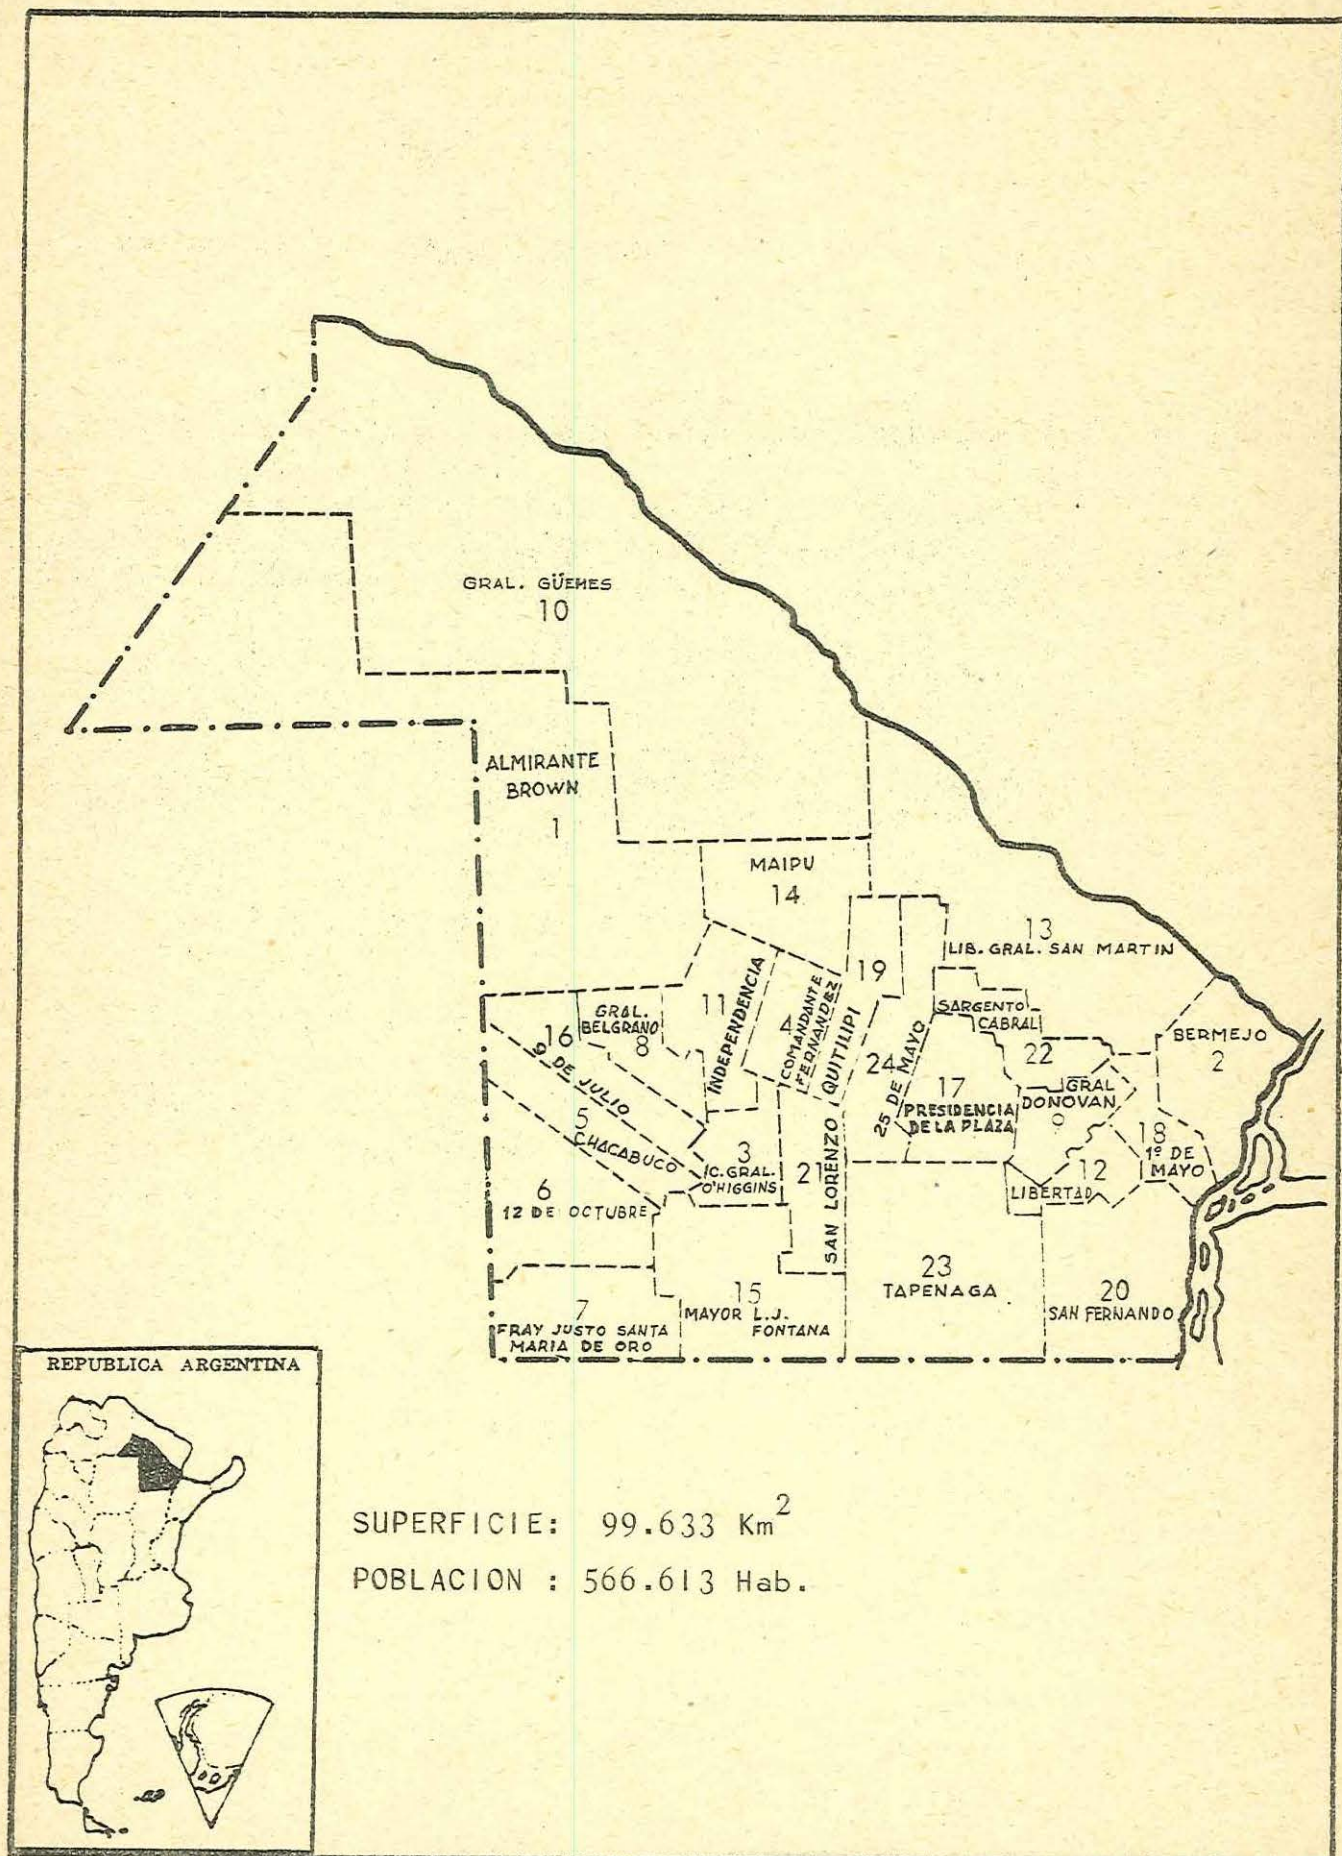 GRAL. GÜEMES
10
ALMIRANTE
BROWN
1
MAIPU
14
13
LIB. GRAL. SAN MARTIN
19
QUITILIPI
11
INDEPENDENCIA
4
COMANDANTE
FERNANDEZ
GRAL.
BELGRANO
8
16
9 DE JULIO
SARGENTO
CABRAL
22
BERMEJO
2
24
25 DE MAYO
17
PRESIDENCIA
DE LA PLAZA
GRAL
DONOVAN
9
18
1º DE
MAYO
5
CHACABUCO
3
C. GRAL.
O'HIGGINS
21
SAN LORENZO
12
LIBERTAD
6
12 DE OCTUBRE
23
TAPENAGA
20
SAN FERNANDO
15
MAYOR L.J.
FONTANA
7
FRAY JUSTO SANTA
MARIA DE ORO
REPUBLICA ARGENTINA
SUPERFICIE: 99.633 Km2
POBLACION : 566.613 Hab.